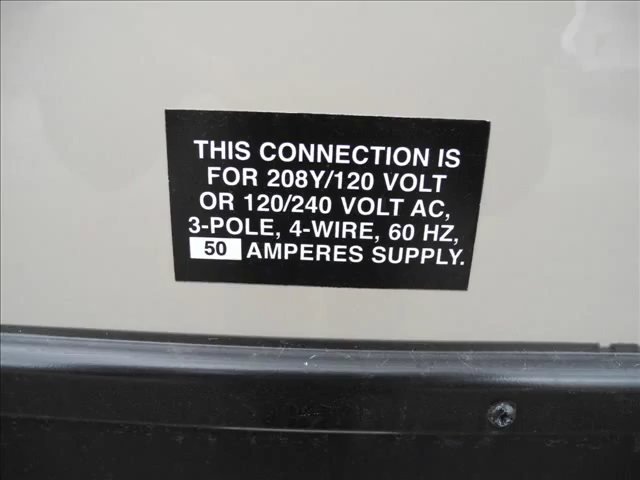 THIS CONNECTION IS
FOR 208Y/120 VOLT
OR 120/240 VOLT AC,
3-POLE, 4-WIRE, 60 HZ,
50 AMPERES SUPPLY.